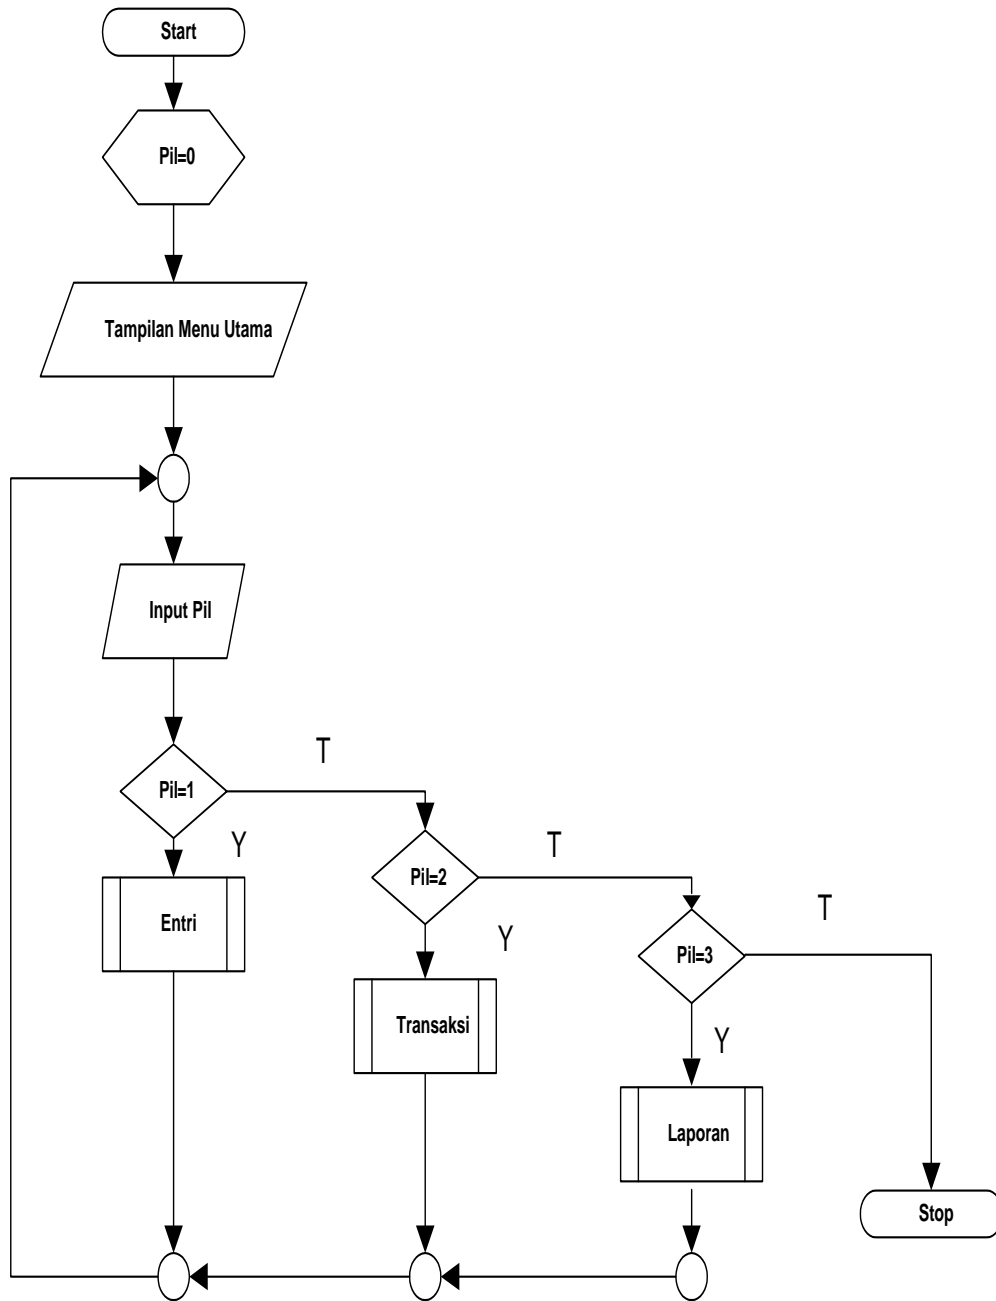 Start
Pil=0
Tampilan Menu Utama
Input Pil
Pil=1
T
Y
Entri
Pil=2
T
Y
Transaksi
Pil=3
T
Y
Laporan
Stop